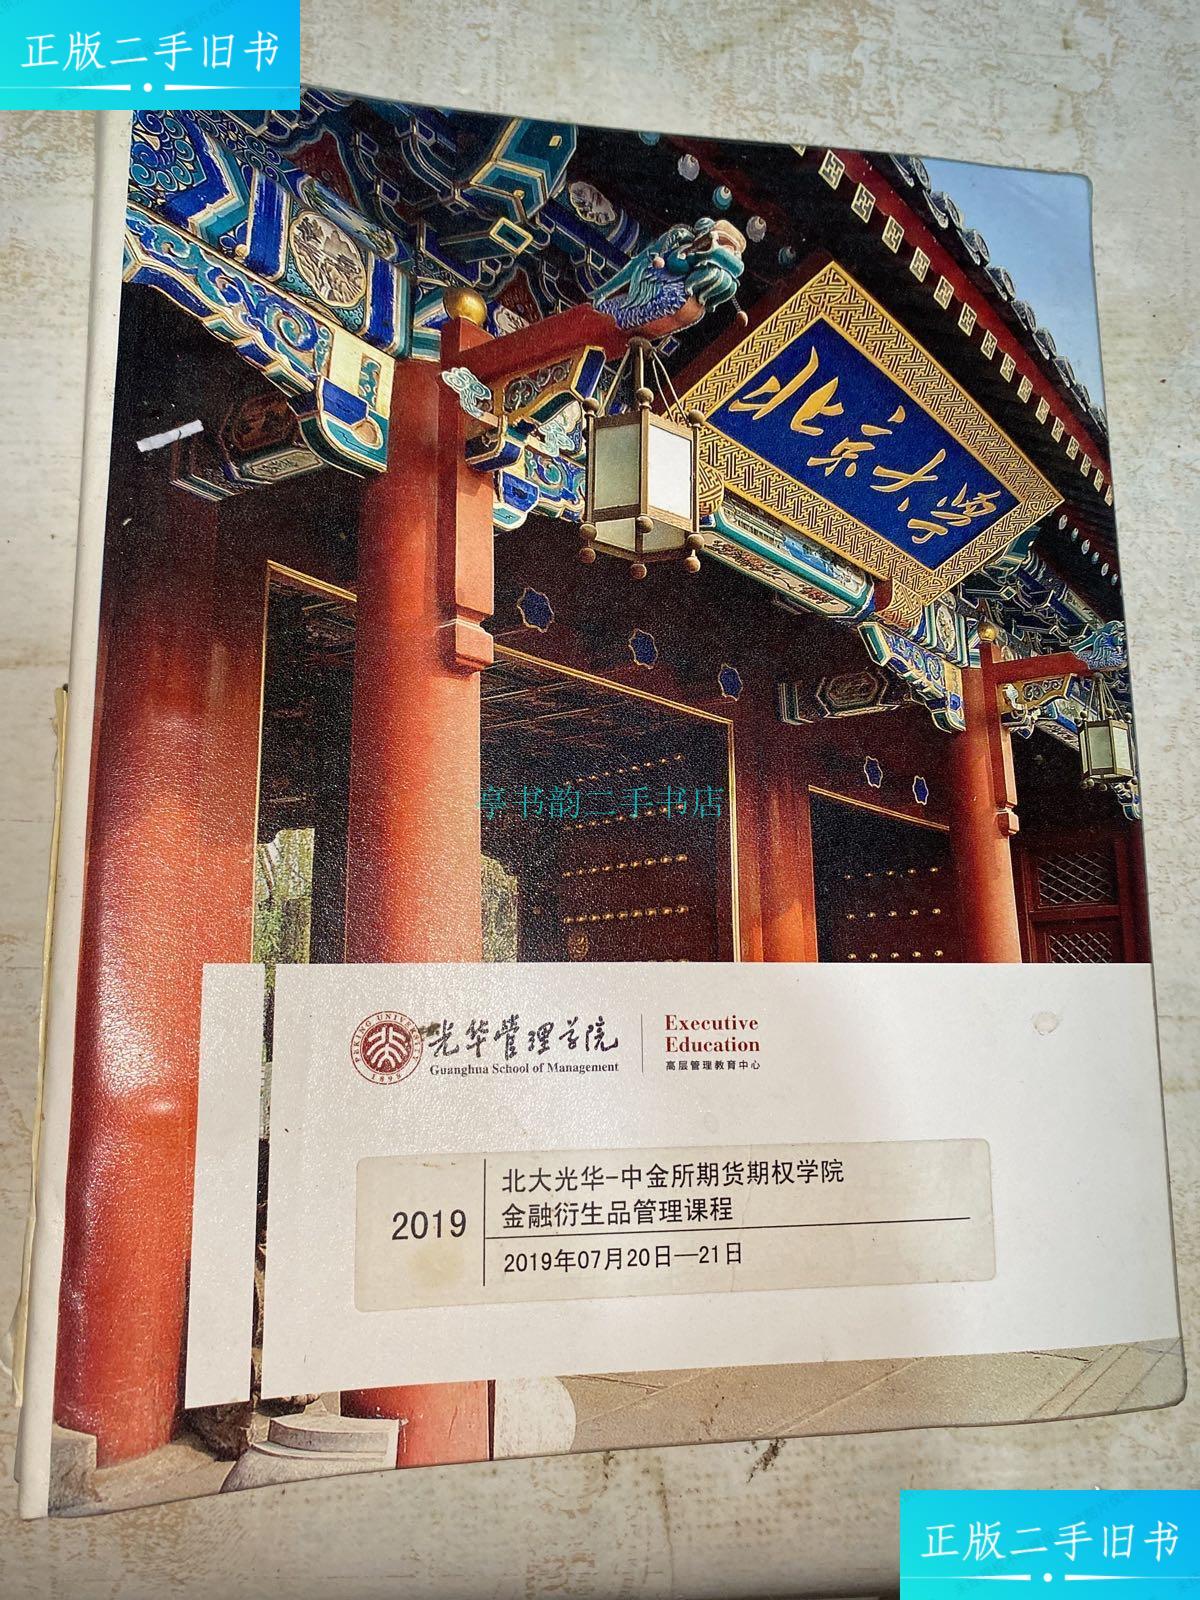 正版二手旧书
北京大学
亭书韵二手书店
PEKING UNIVERSITY
1898
光华管理学院
Guanghua School of Management
Executive
Education
高层管理教育中心
2019
北大光华-中金所期货期权学院
金融衍生品管理课程
2019年07月20日—21日
正版二手旧书